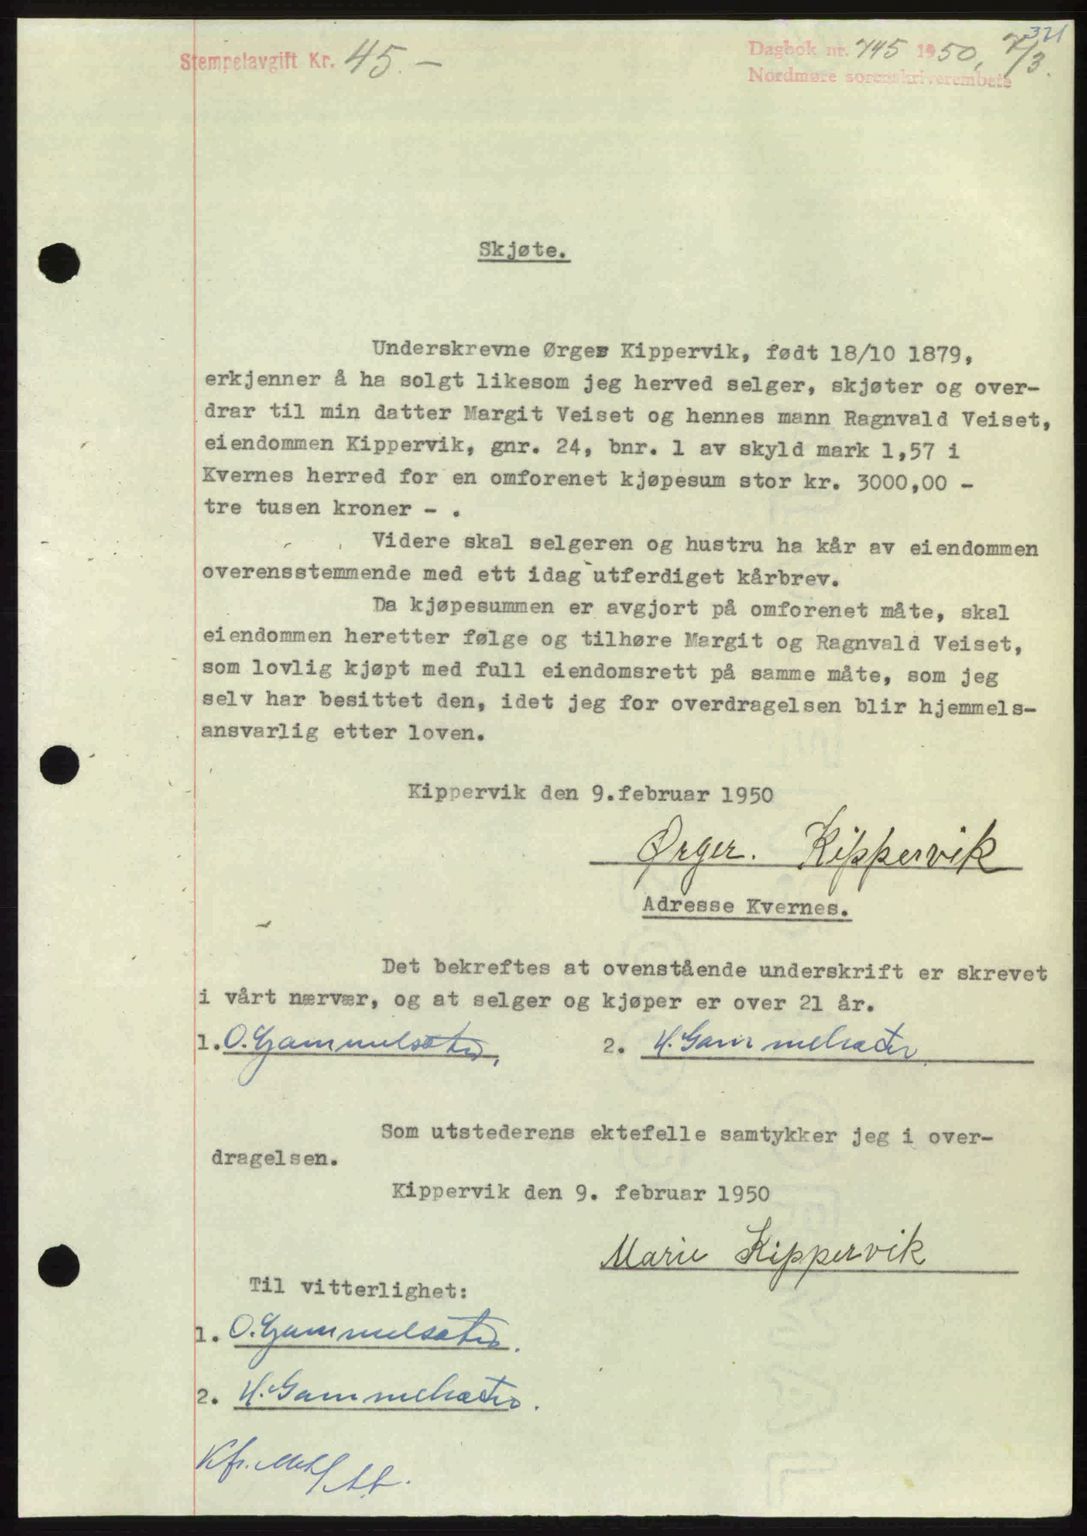 321
Stempelavgift Kr. 45.-
Dagbok nr. 745 1950, 7/3.
Nordmøre sorenskriverembete
Skjøte.
Underskrevne Ørger Kippervik, født 18/10 1879,
erkjenner å ha solgt likesom jeg herved selger, skjøter og over-
drar til min datter Margit Veiset og hennes mann Ragnvald Veiset,
eiendommen Kippervik, gnr. 24, bnr. 1 av skyld mark 1,57 i
Kvernes herred for en omforenet kjøpesum stor kr. 3000,00 -
tre tusen kroner - .
Videre skal selgeren og hustru ha kår av eiendommen
overensstemmende med ett idag utferdiget kårbrev.
Da kjøpesummen er avgjort på omforenet måte, skal
eiendommen heretter følge og tilhøre Margit og Ragnvald Veiset,
som lovlig kjøpt med full eiendomsrett på samme måte, som jeg
selv har besittet den, idet jeg for overdragelsen blir hjemmels-
ansvarlig etter loven.
Kippervik den 9.februar 1950
Ørger. Kippervik
Adresse Kvernes.
Det bekreftes at ovenstående underskrift er skrevet
i vårt nærvær, og at selger og kjøper er over 21 år.
1. O. Gammelsæter. 2. H. Gammelsæter.
Som utstederens ektefelle samtykker jeg i over-
dragelsen.
Kippervik den 9. februar 1950
Marie Kippervik
Til vitterlighet:
1. O. Gammelsæter.
2. H. Gammelsæter.